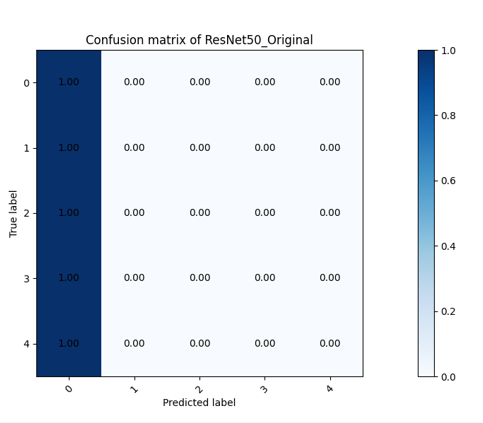 Confusion matrix of ResNet50_Original
0 1.00 0.00 0.00 0.00 0.00
1 1.00 0.00 0.00 0.00 0.00
2 1.00 0.00 0.00 0.00 0.00
3 1.00 0.00 0.00 0.00 0.00
4 1.00 0.00 0.00 0.00 0.00
True label
0 1 2 3 4
Predicted label
1.0
0.8
0.6
0.4
0.2
0.0